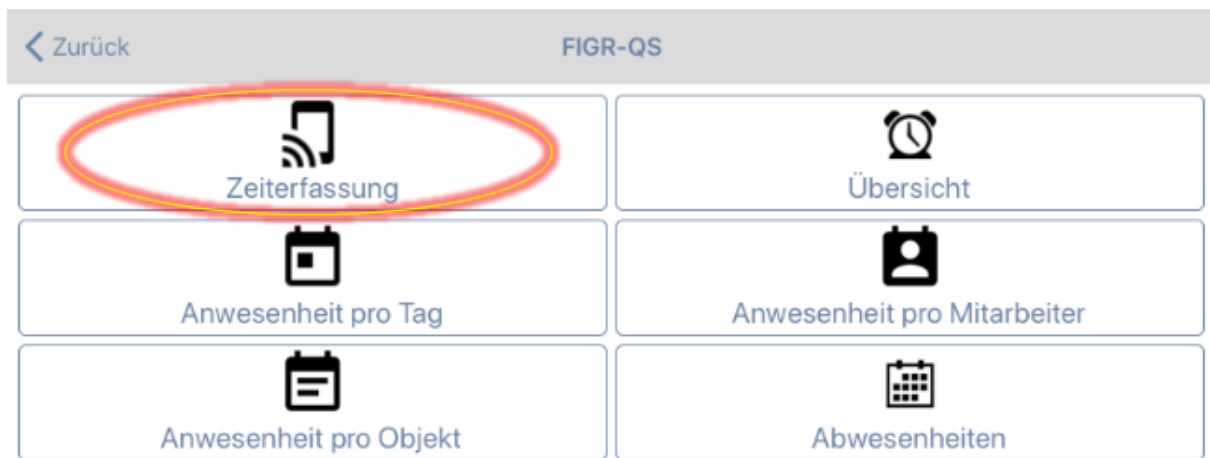 Zurück
FIGR-QS
Zeiterfassung
Übersicht
Anwesenheit pro Tag
Anwesenheit pro Mitarbeiter
Anwesenheit pro Objekt
Abwesenheiten